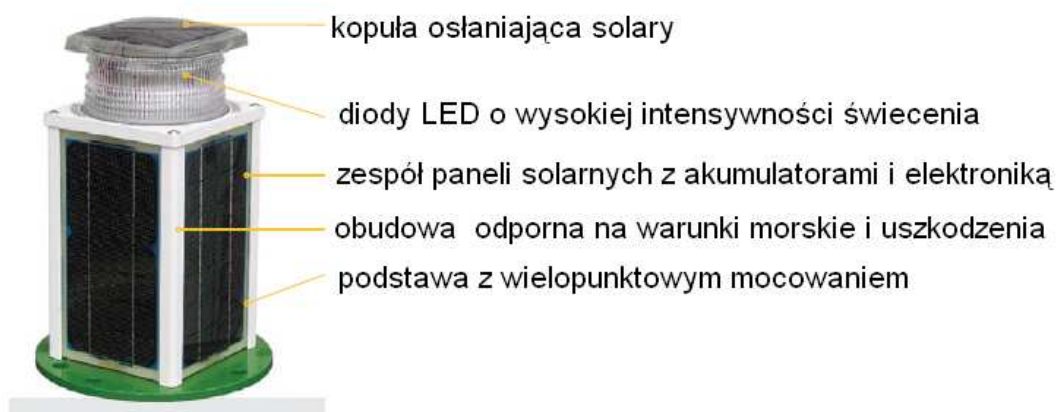 kopuła osłaniająca solary
diody LED o wysokiej intensywności świecenia
zespół paneli solarnych z akumulatorami i elektroniką
obudowa odporna na warunki morskie i uszkodzenia
podstawa z wielopunktowym mocowaniem